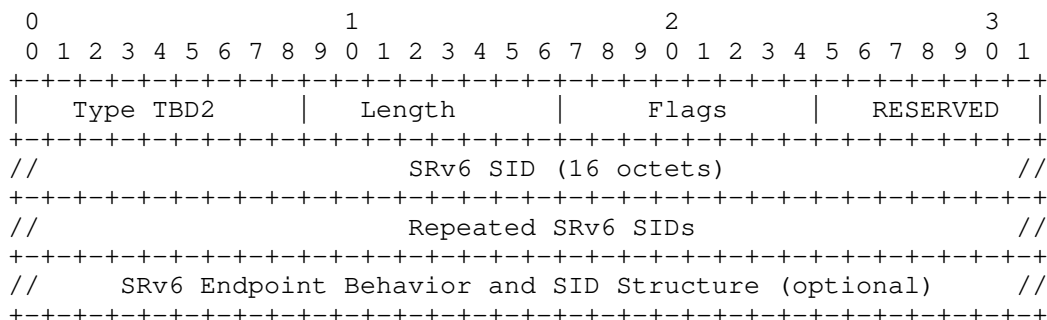 0                   1                   2                   3
 0 1 2 3 4 5 6 7 8 9 0 1 2 3 4 5 6 7 8 9 0 1 2 3 4 5 6 7 8 9 0 1
+-+-+-+-+-+-+-+-+-+-+-+-+-+-+-+-+-+-+-+-+-+-+-+-+-+-+-+-+-+-+-+-+
|   Type TBD2     |   Length      |     Flags     |   RESERVED  |
+-+-+-+-+-+-+-+-+-+-+-+-+-+-+-+-+-+-+-+-+-+-+-+-+-+-+-+-+-+-+-+-+
//                       SRv6 SID (16 octets)                  //
+-+-+-+-+-+-+-+-+-+-+-+-+-+-+-+-+-+-+-+-+-+-+-+-+-+-+-+-+-+-+-+-+
//                       Repeated SRv6 SIDs                    //
+-+-+-+-+-+-+-+-+-+-+-+-+-+-+-+-+-+-+-+-+-+-+-+-+-+-+-+-+-+-+-+-+
//     SRv6 Endpoint Behavior and SID Structure (optional)     //
+-+-+-+-+-+-+-+-+-+-+-+-+-+-+-+-+-+-+-+-+-+-+-+-+-+-+-+-+-+-+-+-+